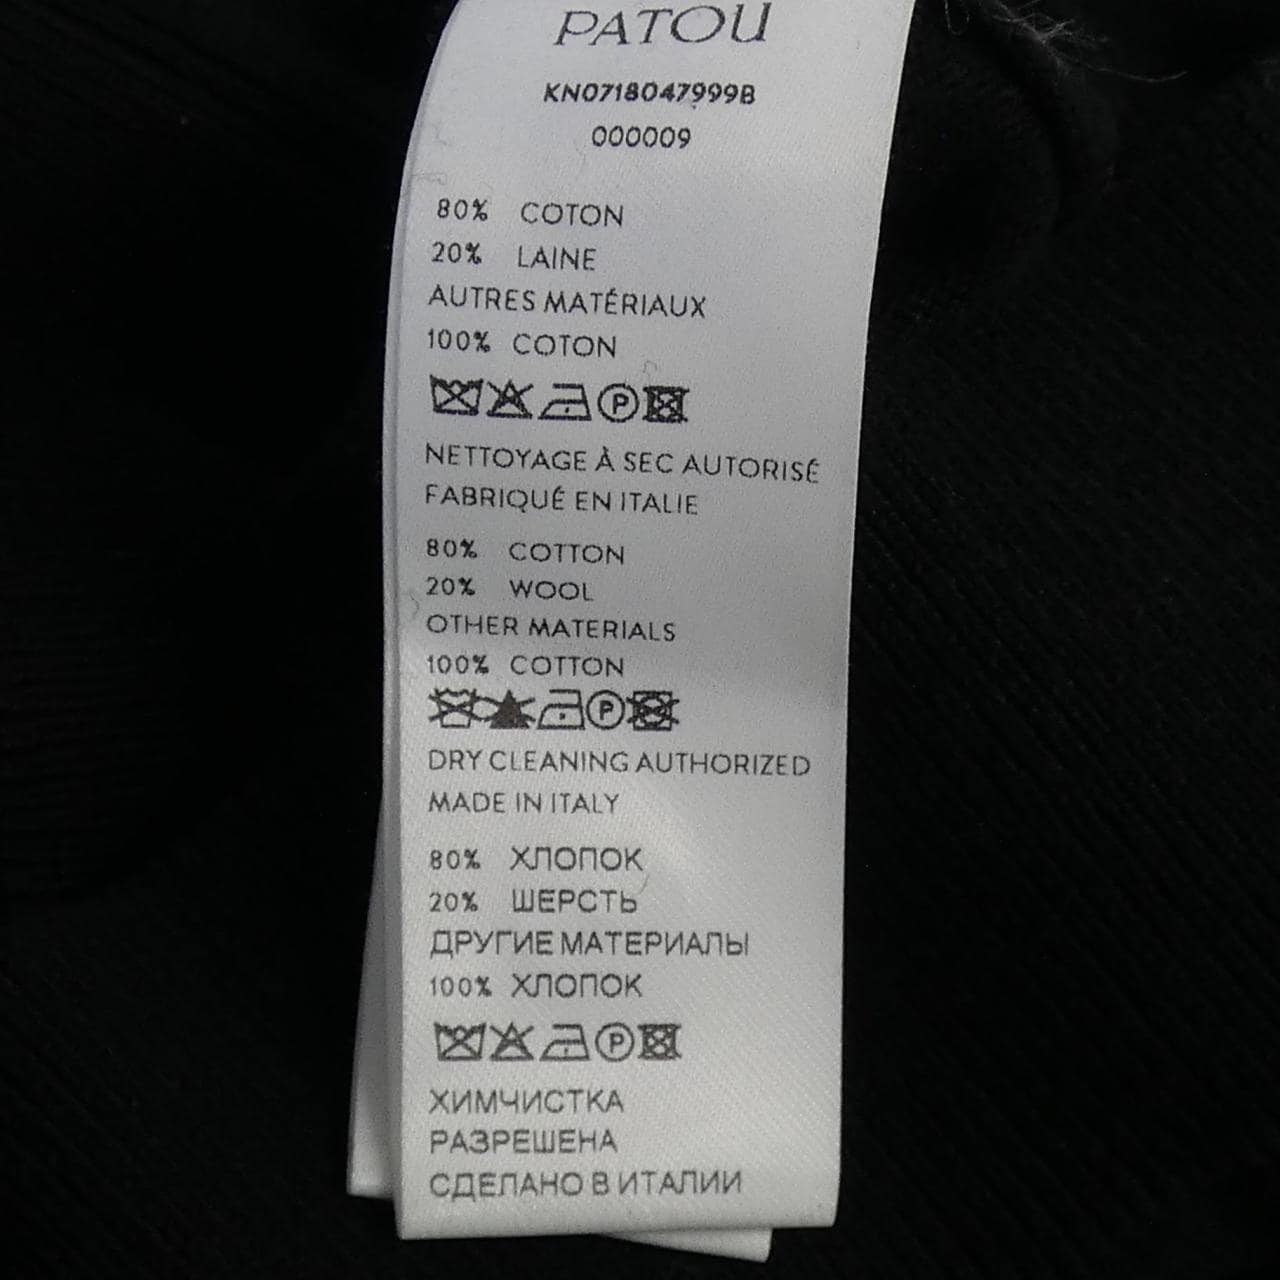 PATOU
KN0718047999B
000009
80% COTON
20% LAINE
AUTRES MATÉRIAUX
100% COTON
P
NETTOYAGE À SEC AUTORISÉ
FABRIQUÉ EN ITALIE
80% COTTON
20% WOOL
OTHER MATERIALS
100% COTTON
P
DRY CLEANING AUTHORIZED
MADE IN ITALY
80% ХЛОПОК
20% ШЕРСТЬ
ДРУГИЕ МАТЕРИАЛЫ
100% ХЛОПОК
P
ХИМЧИСТКА
РАЗРЕШЕНА
СДЕЛАНО В ИТАЛИИ